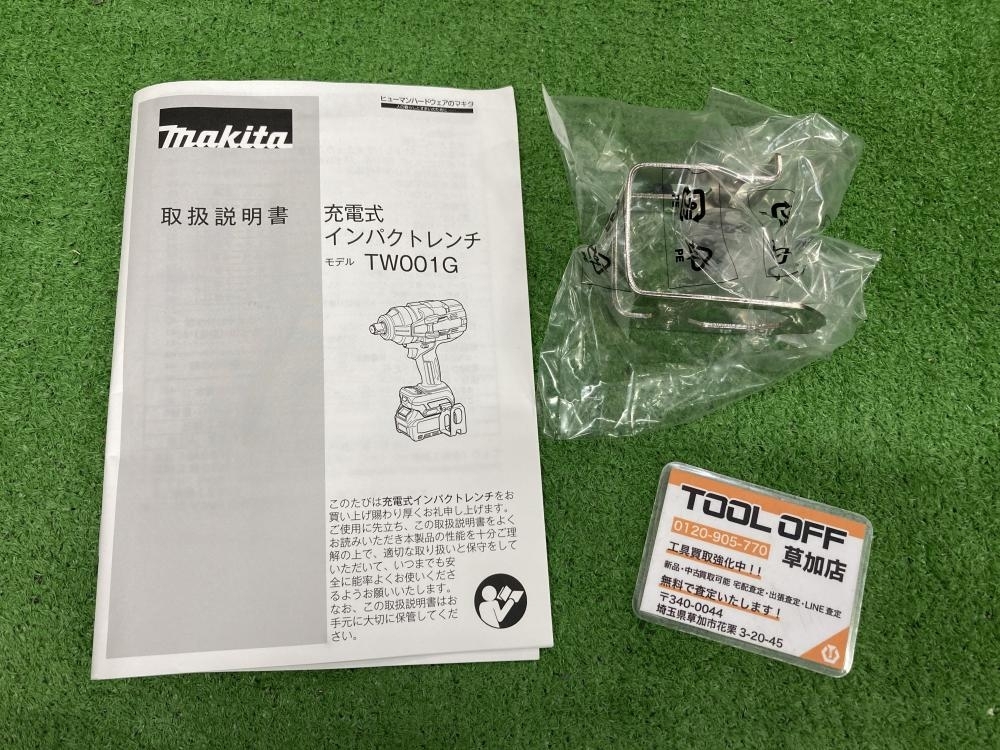 makita
ヒューマンハードウェアのマキタ
取扱説明書
充電式
インパクトレンチ
モデル TW001G
このたびは充電式インパクトレンチをお
買い上げ賜わり厚くお礼申し上げます。
ご使用に先立ち、この取扱説明書をよく
お読みいただき本製品の性能を十分ご理
解の上で、適切な取り扱いと保守をして
いただいて、いつまでも安
全に能率よくお使いくださ
るようお願いいたします。
なお、この取扱説明書はお
手元に大切に保管してくだ
さい。
PE
TOOL OFF
0120-905-770
草加店
工具買取強化中！！
新品・中古買取可能 宅配査定・出張査定・LINE査定
無料で査定いたします！
〒340-0044
埼玉県草加市花栗 3-20-45